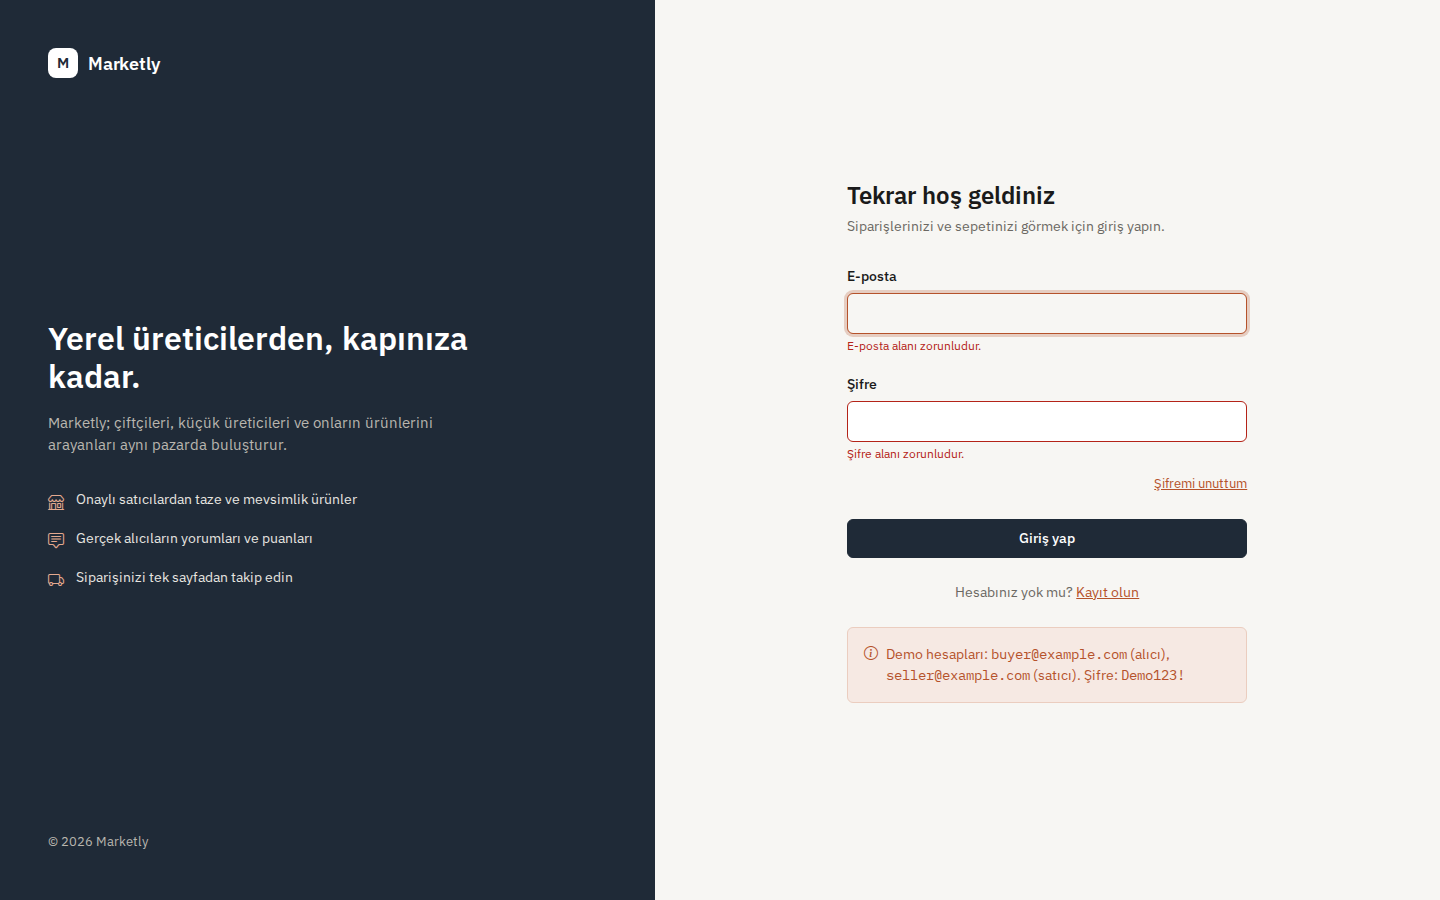 M
Marketly
Yerel üreticilerden, kapınıza
kadar.
Marketly; çiftçileri, küçük üreticileri ve onların ürünlerini
arayanları aynı pazarda buluşturur.
Onaylı satıcılardan taze ve mevsimlik ürünler
Gerçek alıcıların yorumları ve puanları
Siparişinizi tek sayfadan takip edin
© 2026 Marketly
Tekrar hoş geldiniz
Siparişlerinizi ve sepetinizi görmek için giriş yapın.
E-posta
E-posta alanı zorunludur.
Şifre
Şifre alanı zorunludur.
Şifremi unuttum
Giriş yap
Hesabınız yok mu? Kayıt olun
Demo hesapları: buyer@example.com (alıcı),
seller@example.com (satıcı). Şifre: Demo123!